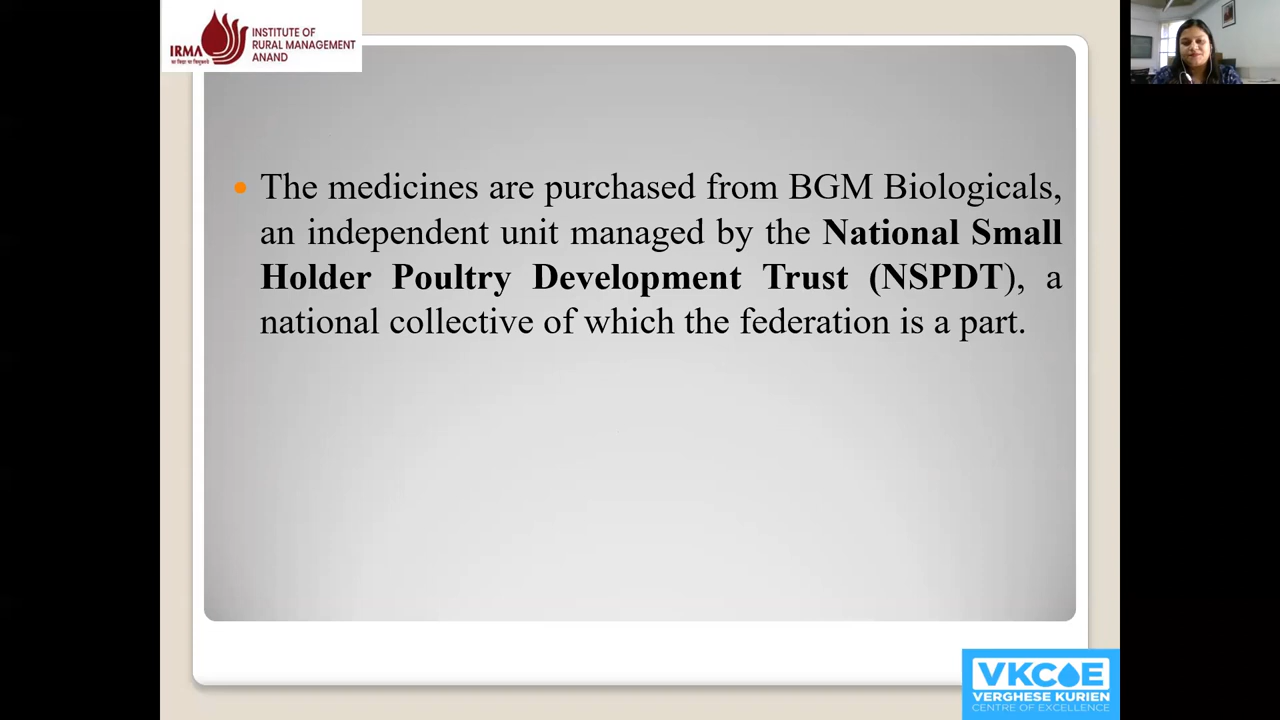 IRMA
INSTITUTE OF
RURAL MANAGEMENT
ANAND
The medicines are purchased from BGM Biologicals,
an independent unit managed by the National Small
Holder Poultry Development Trust (NSPDT), a
national collective of which the federation is a part.
VKCOE
VERGHESE KURIEN
CENTRE OF EXCELLENCE